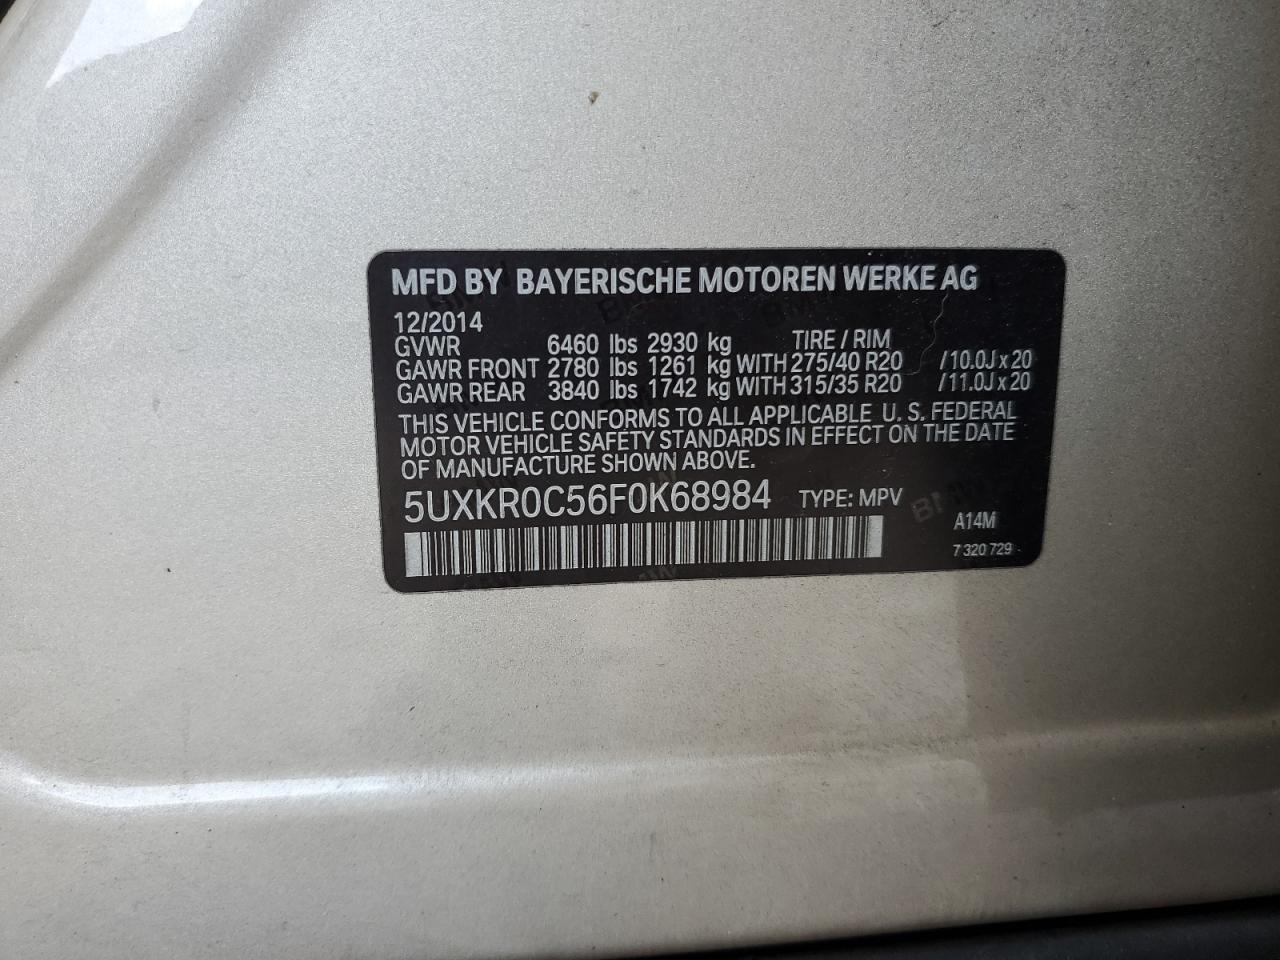 MFD BY BAYERISCHE MOTOREN WERKE AG
12/2014
GVWR 6460 lbs 2930 kg TIRE / RIM
GAWR FRONT 2780 lbs 1261 kg WITH 275/40 R20 /10.0J x 20
GAWR REAR 3840 lbs 1742 kg WITH 315/35 R20 /11.0J x 20
THIS VEHICLE CONFORMS TO ALL APPLICABLE U. S. FEDERAL
MOTOR VEHICLE SAFETY STANDARDS IN EFFECT ON THE DATE
OF MANUFACTURE SHOWN ABOVE.
5UXKR0C56F0K68984 TYPE: MPV
A14M
7 320 729